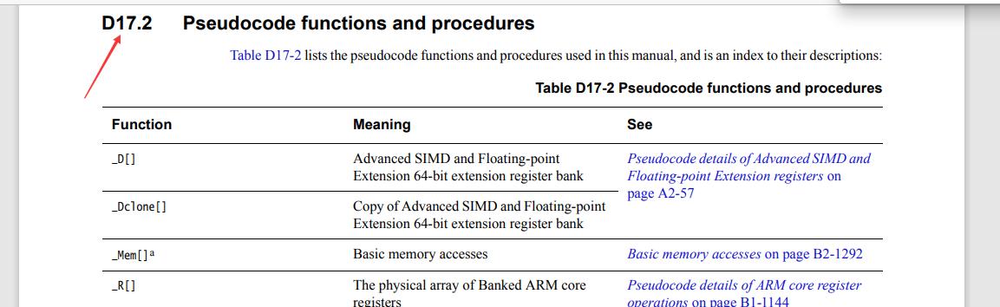 D17.2 Pseudocode functions and procedures
Table D17-2 lists the pseudocode functions and procedures used in this manual, and is an index to their descriptions:
Table D17-2 Pseudocode functions and procedures
Function Meaning See
_D[] Advanced SIMD and Floating-point Pseudocode details of Advanced SIMD and
Extension 64-bit extension register bank Floating-point Extension registers on
page A2-57
_Dclone[] Copy of Advanced SIMD and Floating-point
Extension 64-bit extension register bank
_Mem[]a Basic memory accesses Basic memory accesses on page B2-1292
_R[] The physical array of Banked ARM core Pseudocode details of ARM core register
registers operations on page B1-1144